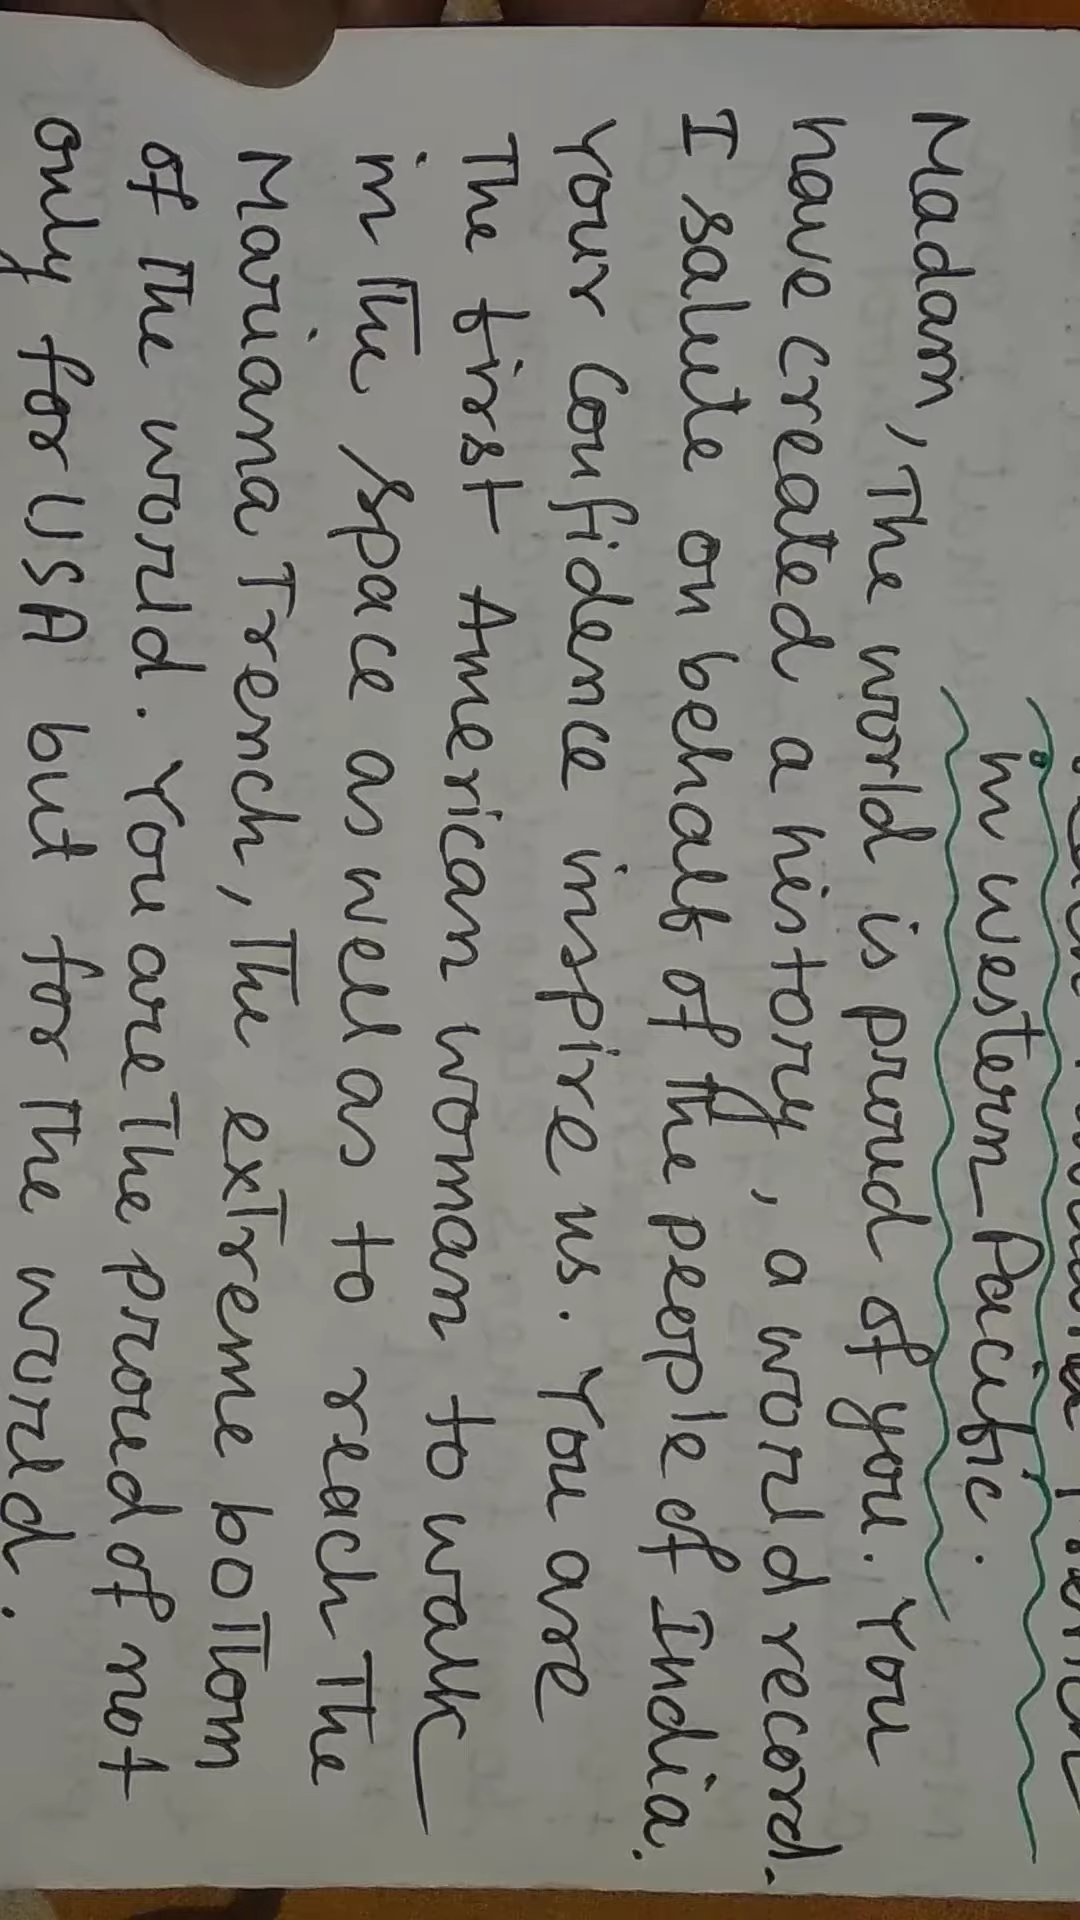 in western Pacific.
Madam, The world is proud of you. You
have created a history, a world record.
I salute on behalf of the people of India.
Your Confidence inspire us. You are
The first American woman to walk
in The space as well as to reach The
Mariana Trench, The extreme bottom
of The world. You are The proud of not
only for USA but for The world.